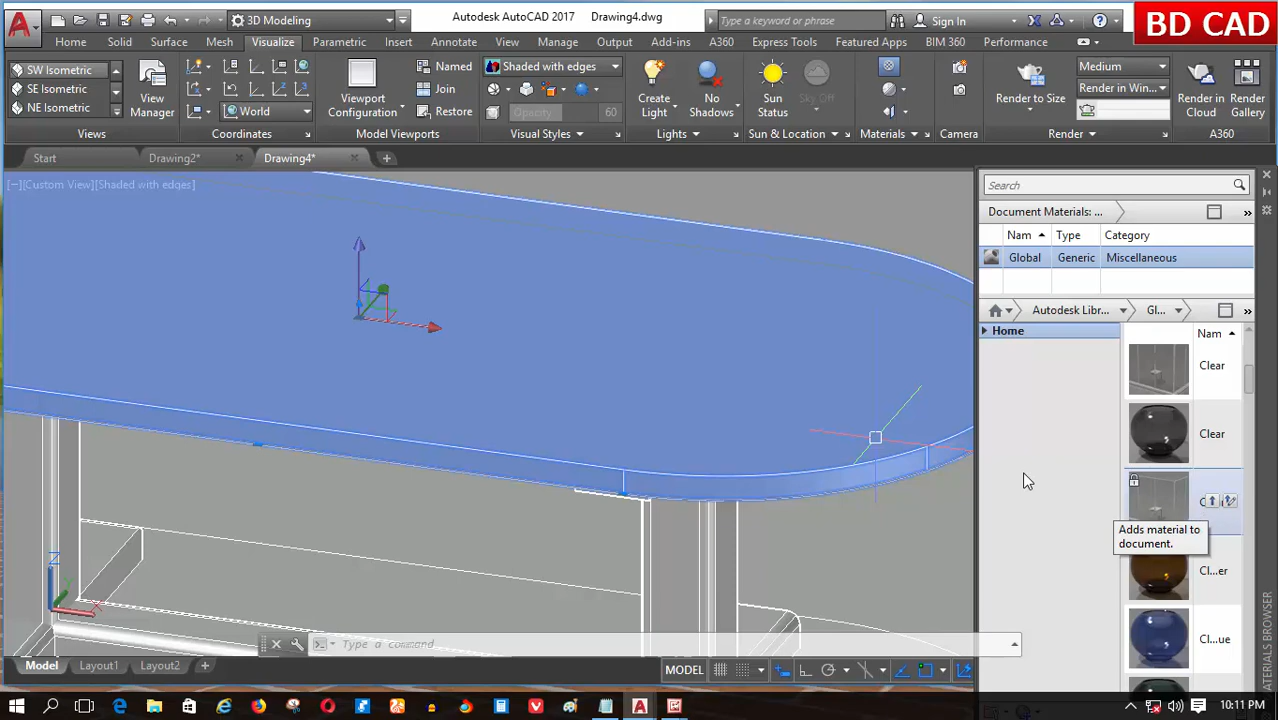 3D Modeling
Autodesk AutoCAD 2017 Drawing4.dwg
Type a keyword or phrase
Sign In
BD CAD
Home Solid Surface Mesh Visualize Parametric Insert Annotate View Manage Output Add-ins A360 Express Tools Featured Apps BIM 360 Performance
SW Isometric
SE Isometric
NE Isometric
View
Manager
World
Viewport
Configuration
Named
Join
Restore
Shaded with edges
Opacity 60
Create
Light
No
Shadows
Sun
Status
Sky Off
Render to Size
Medium
Render in Win...
Render in
Cloud
Render
Gallery
Views Coordinates Model Viewports Visual Styles Lights Sun & Location Materials Camera Render A360
Start Drawing2* Drawing4*
[−][Custom View][Shaded with edges]
Search
Document Materials: ...
Nam Type Category
Global Generic Miscellaneous
Autodesk Libr... Gl...
Home
Nam
Clear
Clear
Adds material to
document.
Cl...er
Cl...ue
MATERIALS BROWSER
Z
Y
X
Type a command
Model Layout1 Layout2
MODEL
10:11 PM